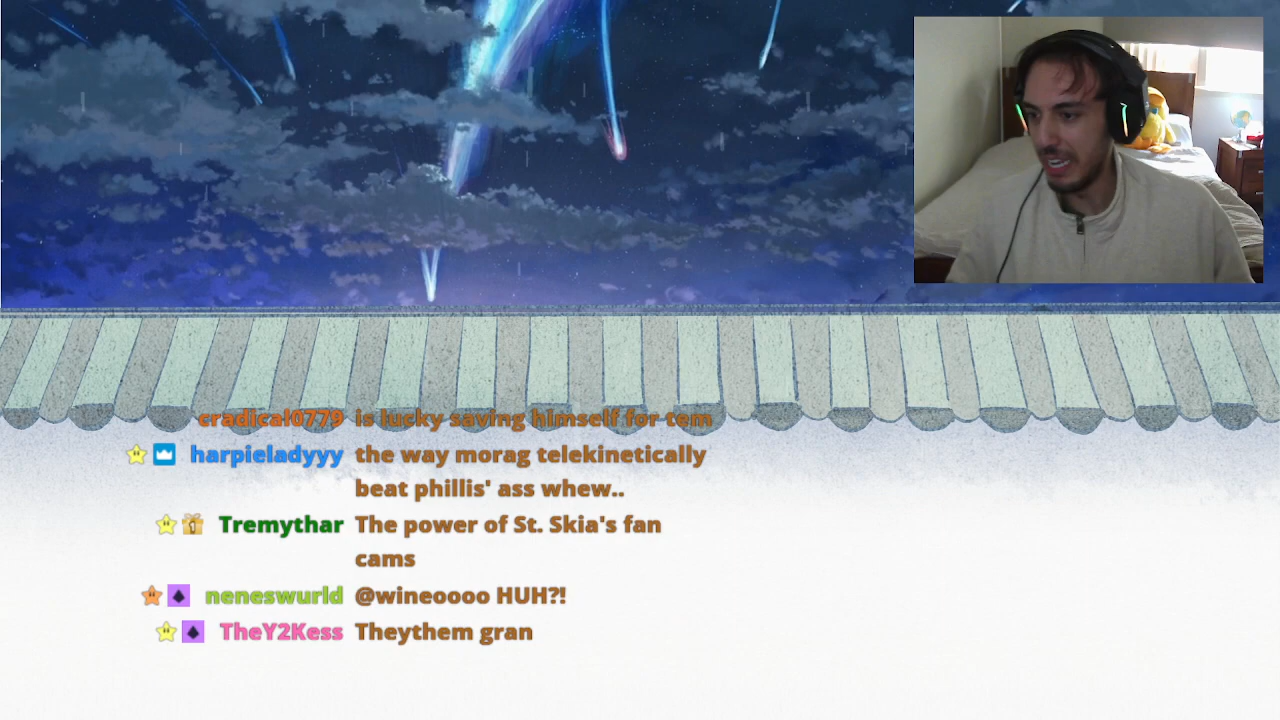 cradical0779 is lucky saving himself for tem
harpieladyyy the way morag telekinetically
beat phillis' ass whew..
Tremythar The power of St. Skia's fan
cams
neneswurld @wineoooo HUH?!
TheY2Kess Theythem gran